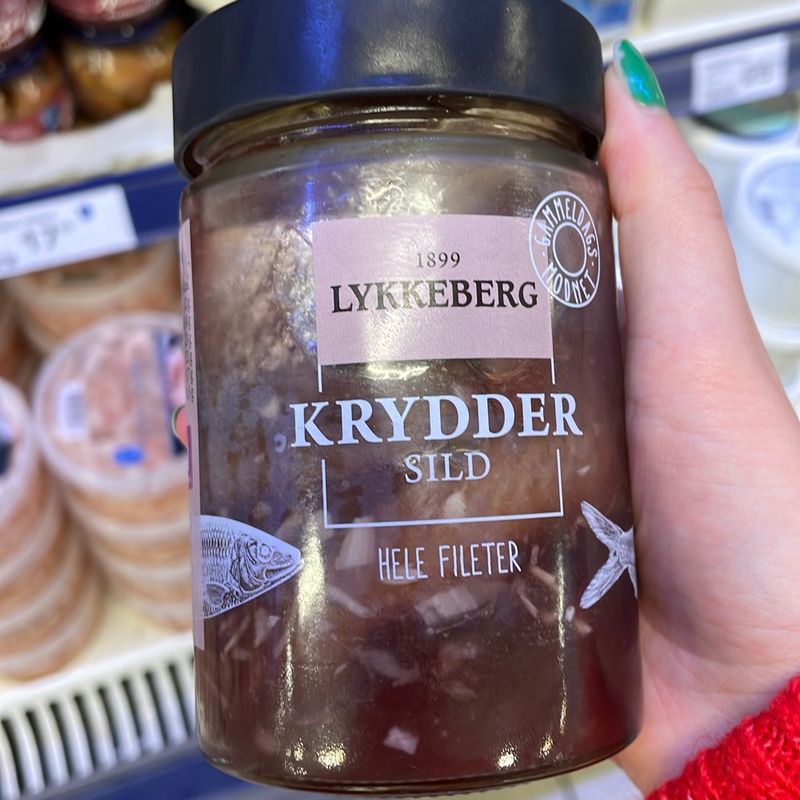 1899
LYKKEBERG
GAMMELDAGS
MODNET
KRYDDER
SILD
HELE FILETER